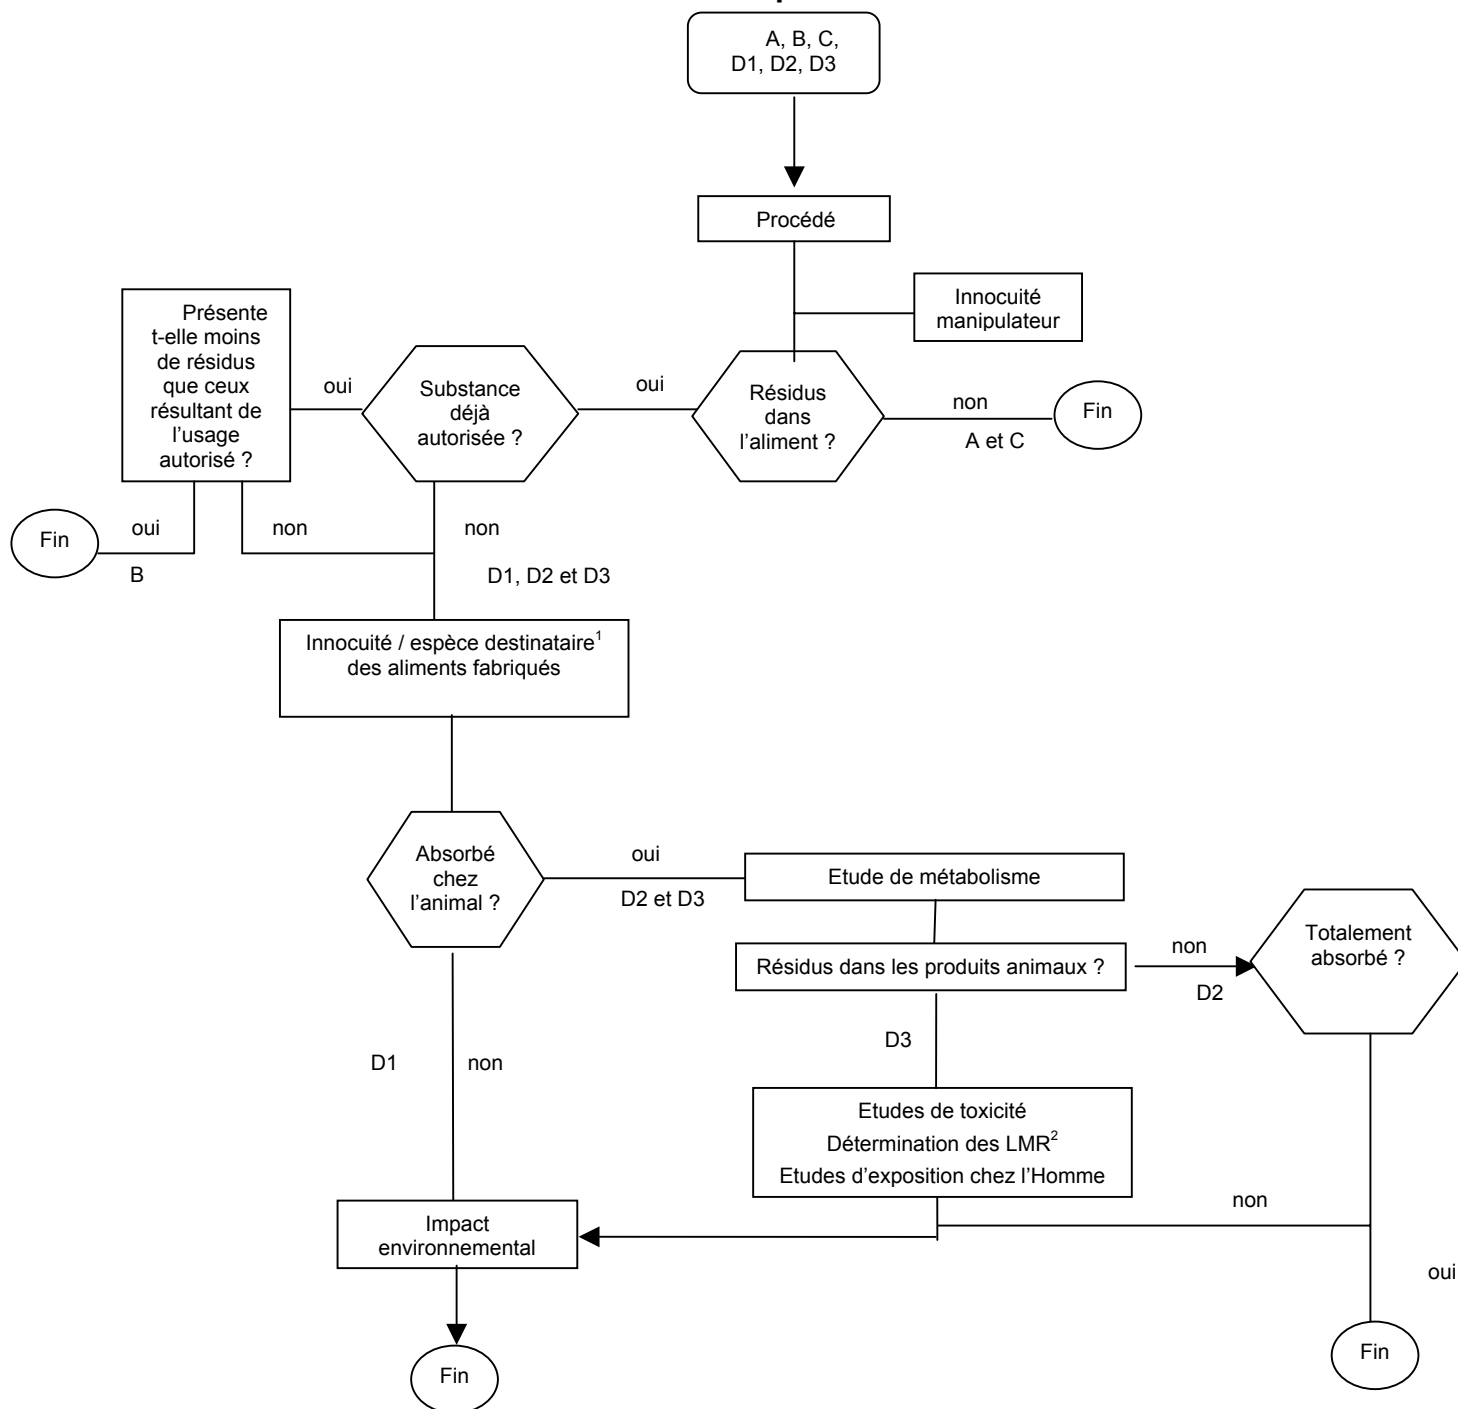 A, B, C,
D1, D2, D3
Procédé
Innocuité
manipulateur
Présente
t-elle moins
de résidus
que ceux
résultant de
l'usage
autorisé ?
oui
Substance
déjà
autorisée ?
oui
Résidus
dans
l'aliment ?
non
A et C
Fin
Fin
oui
B
non
non
D1, D2 et D3
Innocuité / espèce destinataire1
des aliments fabriqués
Absorbé
chez
l'animal ?
oui
D2 et D3
Etude de métabolisme
Résidus dans les produits animaux ?
non
D2
Totalement
absorbé ?
D1
non
D3
Etudes de toxicité
Détermination des LMR2
Etudes d'exposition chez l'Homme
non
Impact
environnemental
oui
Fin
Fin